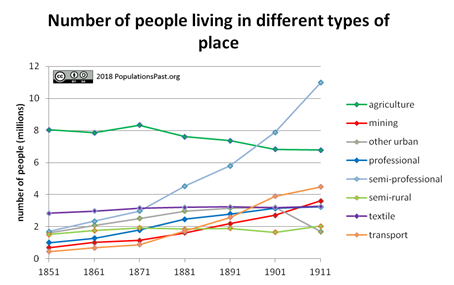 Number of people living in different types of
place
cc
BY
2018 PopulationsPast.org
number of people (millions)
12
10
8
6
4
2
0
1851 1861 1871 1881 1891 1901 1911
agriculture
mining
other urban
professional
semi-professional
semi-rural
textile
transport